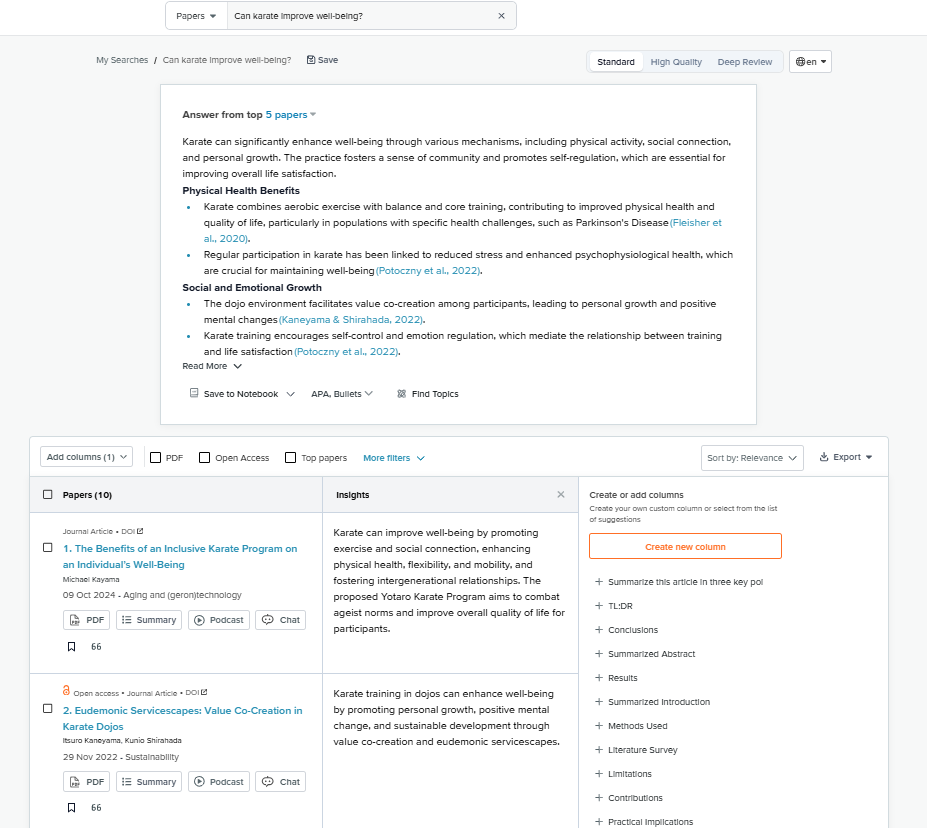 Papers Can karate improve well-being?
My Searches / Can karate improve well-being? Save
Standard High Quality Deep Review en
Answer from top 5 papers
Karate can significantly enhance well-being through various mechanisms, including physical activity, social connection,
and personal growth. The practice fosters a sense of community and promotes self-regulation, which are essential for
improving overall life satisfaction.
Physical Health Benefits
• Karate combines aerobic exercise with balance and core training, contributing to improved physical health and
quality of life, particularly in populations with specific health challenges, such as Parkinson's Disease(Fleisher et
al., 2020).
• Regular participation in karate has been linked to reduced stress and enhanced psychophysiological health, which
are crucial for maintaining well-being(Potoczny et al., 2022).
Social and Emotional Growth
• The dojo environment facilitates value co-creation among participants, leading to personal growth and positive
mental changes(Kaneyama & Shirahada, 2022).
• Karate training encourages self-control and emotion regulation, which mediate the relationship between training
and life satisfaction(Potoczny et al., 2022).
Read More
Save to Notebook APA, Bullets Find Topics
Add columns (1) PDF Open Access Top papers More filters Sort by: Relevance Export
Papers (10)
Journal Article • DOI
1. The Benefits of an Inclusive Karate Program on
an Individual's Well-Being
Michael Kayama
09 Oct 2024 - Aging and (geron)technology
PDF Summary Podcast Chat
66
Open access • Journal Article • DOI
2. Eudemonic Servicescapes: Value Co-Creation in
Karate Dojos
Itsuro Kaneyama, Kunio Shirahada
29 Nov 2022 - Sustainability
PDF Summary Podcast Chat
66
Insights
Karate can improve well-being by promoting
exercise and social connection, enhancing
physical health, flexibility, and mobility, and
fostering intergenerational relationships. The
proposed Yotaro Karate Program aims to combat
ageist norms and improve overall quality of life for
participants.
Karate training in dojos can enhance well-being
by promoting personal growth, positive mental
change, and sustainable development through
value co-creation and eudemonic servicescapes.
Create or add columns
Create your own custom column or select from the list
of suggestions
Create new column
Summarize this article in three key poi
TL;DR
Conclusions
Summarized Abstract
Results
Summarized Introduction
Methods Used
Literature Survey
Limitations
Contributions
Practical Implications